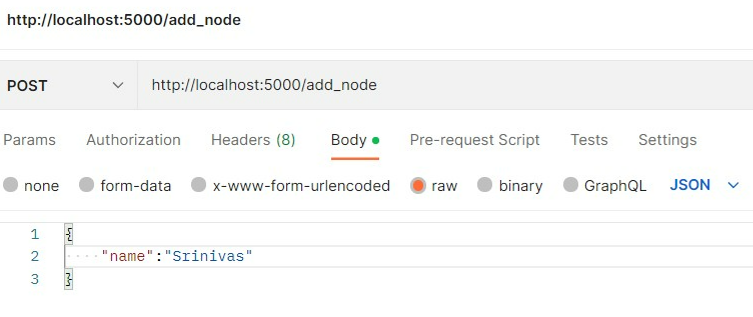 http://localhost:5000/add_node
POST http://localhost:5000/add_node
Params Authorization Headers (8) Body Pre-request Script Tests Settings
none form-data x-www-form-urlencoded raw binary GraphQL JSON
1 {
2 "name":"Srinivas"
3 }